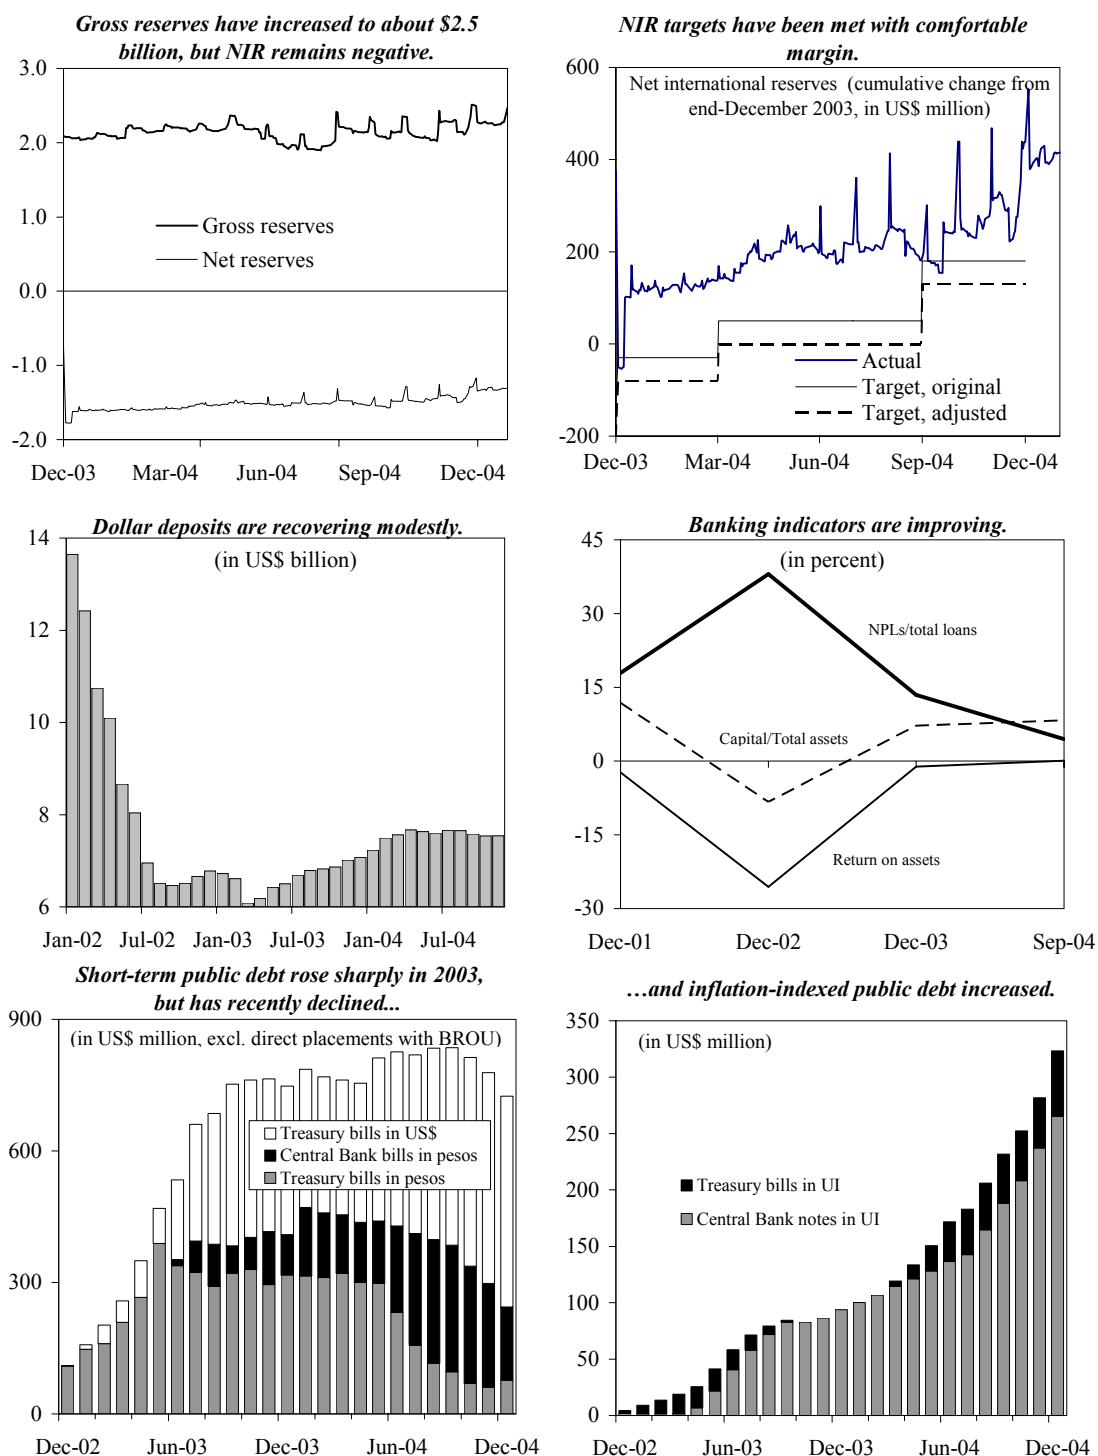 Gross reserves have increased to about $2.5
billion, but NIR remains negative.
3.0
2.0
1.0
0.0
-1.0
-2.0
Gross reserves
Net reserves
Dec-03 Mar-04 Jun-04 Sep-04 Dec-04
NIR targets have been met with comfortable
margin.
600
400
200
0
-200
Net international reserves (cumulative change from
end-December 2003, in US$ million)
Actual
Target, original
Target, adjusted
Dec-03 Mar-04 Jun-04 Sep-04 Dec-04
Dollar deposits are recovering modestly.
(in US$ billion)
14
12
10
8
6
Jan-02 Jul-02 Jan-03 Jul-03 Jan-04 Jul-04
Banking indicators are improving.
(in percent)
45
30
15
0
-15
-30
NPLs/total loans
Capital/Total assets
Return on assets
Dec-01 Dec-02 Dec-03 Sep-04
Short-term public debt rose sharply in 2003,
but has recently declined...
(in US$ million, excl. direct placements with BROU)
900
600
300
0
Treasury bills in US$
Central Bank bills in pesos
Treasury bills in pesos
Dec-02 Jun-03 Dec-03 Jun-04 Dec-04
…and inflation-indexed public debt increased.
(in US$ million)
350
300
250
200
150
100
50
0
Treasury bills in UI
Central Bank notes in UI
Dec-02 Jun-03 Dec-03 Jun-04 Dec-04